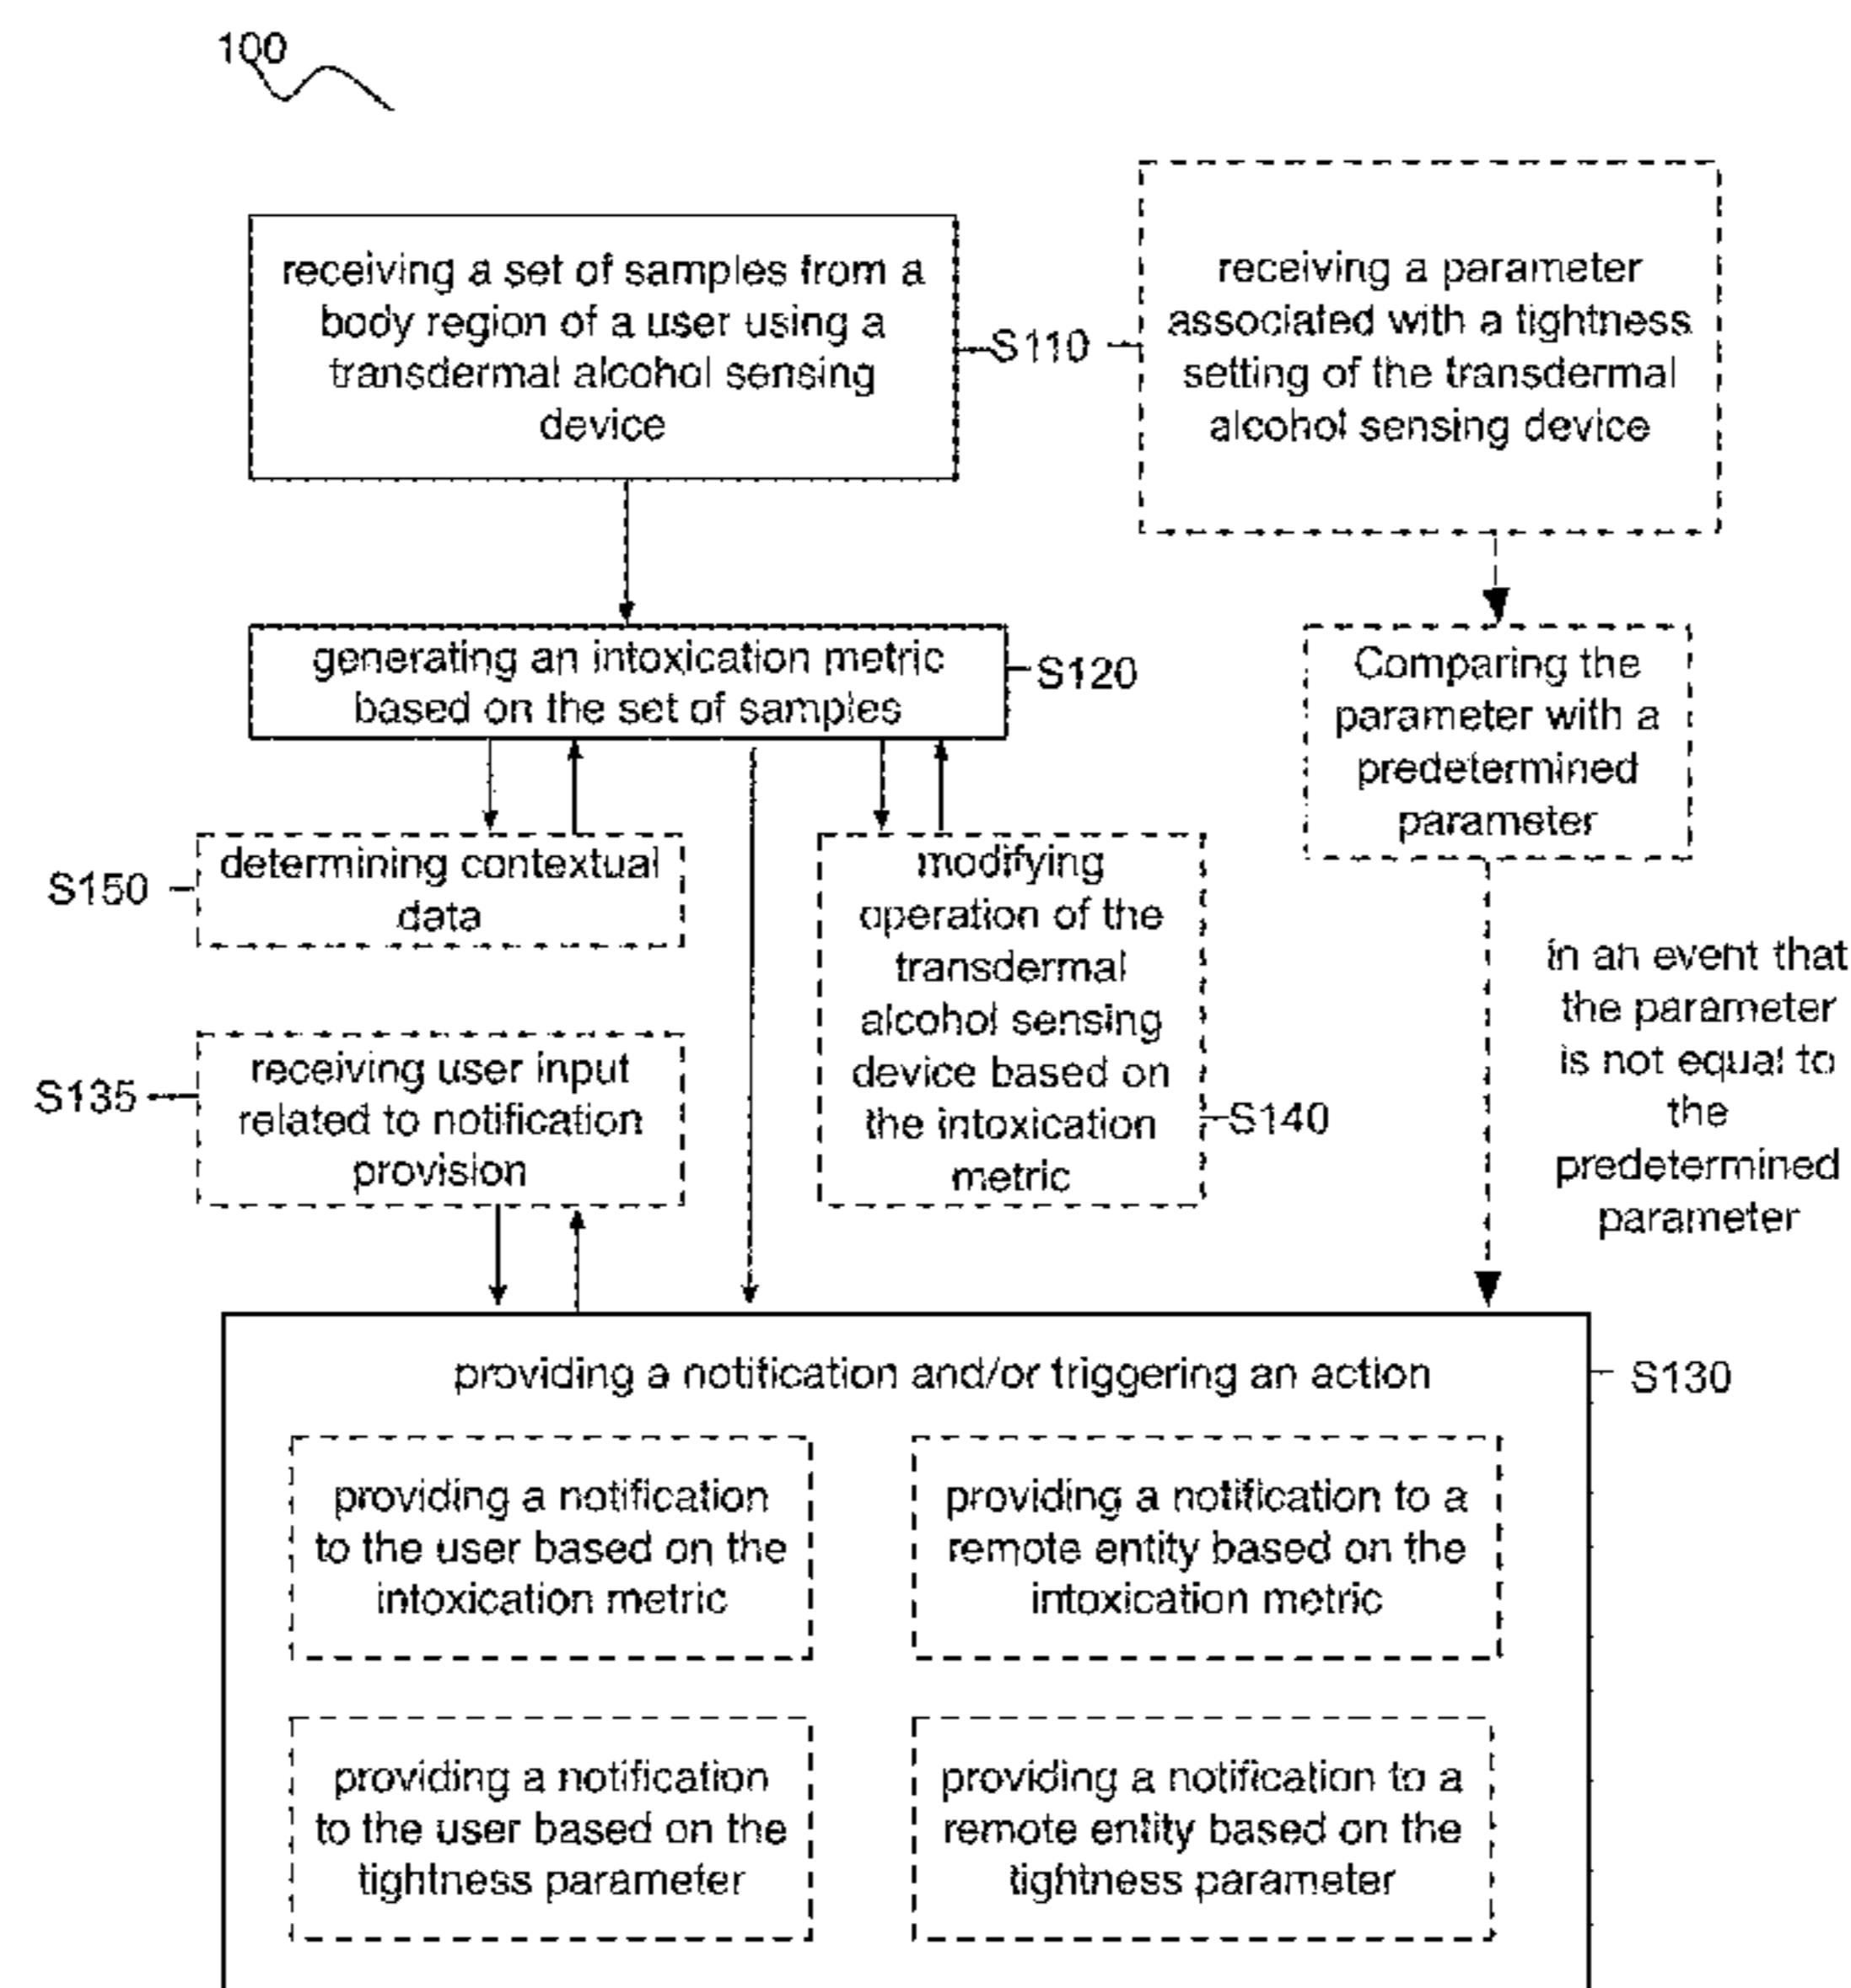 100
receiving a set of samples from a
body region of a user using a
transdermal alcohol sensing
device
S110
receiving a parameter
associated with a tightness
setting of the transdermal
alcohol sensing device
generating an intoxication metric
based on the set of samples
S120
Comparing the
parameter with a
predetermined
parameter
S150
determining contextual
data
modifying
operation of the
transdermal
alcohol sensing
device based on
the intoxication
metric
S140
in an event that
the parameter
is not equal to
the
predetermined
parameter
S135
receiving user input
related to notification
provision
providing a notification and/or triggering an action
S130
providing a notification
to the user based on the
intoxication metric
providing a notification to a
remote entity based on the
intoxication metric
providing a notification
to the user based on the
tightness parameter
providing a notification to a
remote entity based on the
tightness parameter